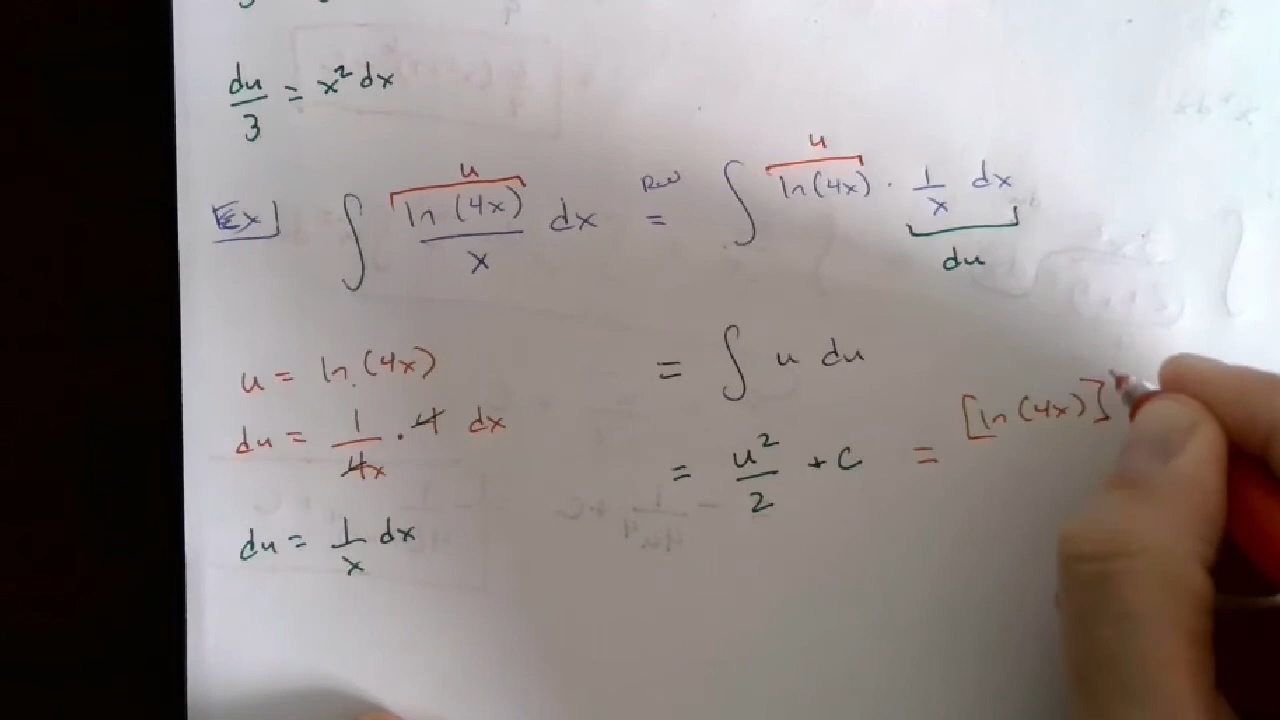 du/3 = x² dx
Ex] ∫ ln(4x)/x dx = ∫ ln(4x) · 1/x dx
u
u
du
u = ln(4x)
= ∫ u du
du = 1/4x · 4 dx
= u²/2 + c = [ln(4x)]
du = 1/x dx